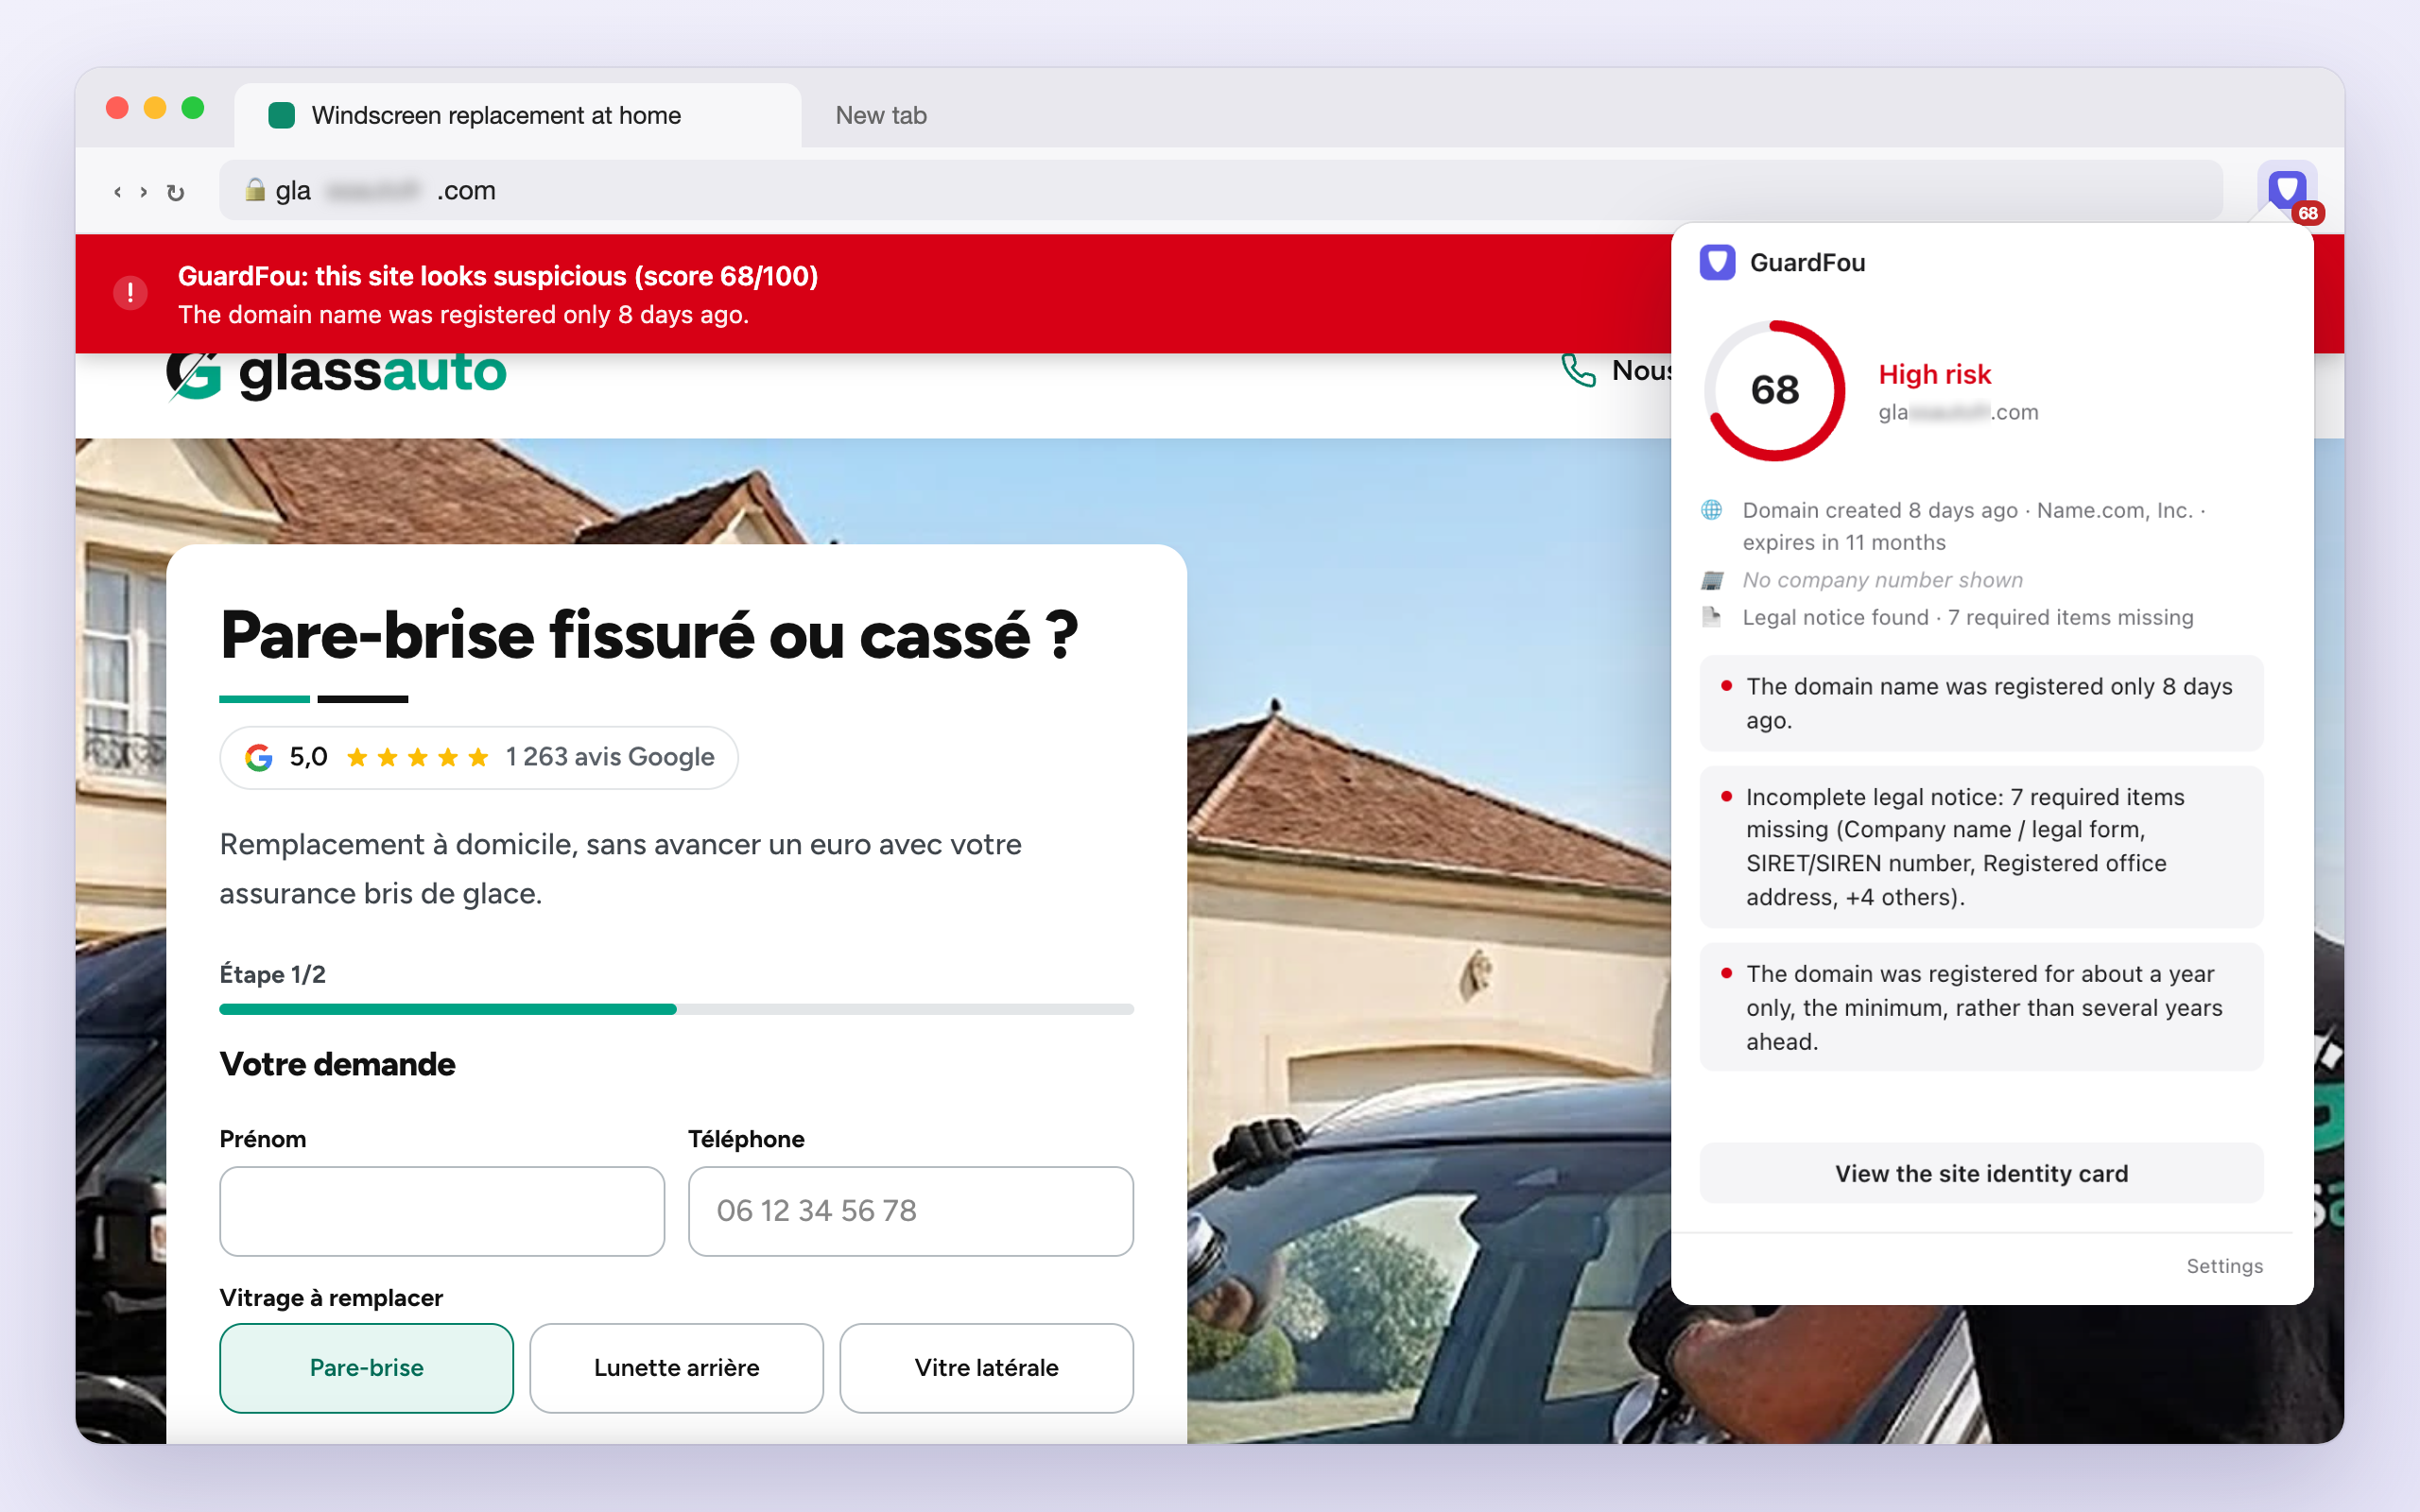 Windscreen replacement at home
New tab
gla
.com
68
GuardFou: this site looks suspicious (score 68/100)
The domain name was registered only 8 days ago.
glassauto
Nous
Pare-brise fissuré ou cassé ?
5,0 ★★★★★ 1 263 avis Google
Remplacement à domicile, sans avancer un euro avec votre
assurance bris de glace.
Étape 1/2
Votre demande
Prénom
Téléphone
06 12 34 56 78
Vitrage à remplacer
Pare-brise
Lunette arrière
Vitre latérale
GuardFou
68
High risk
gla
.com
Domain created 8 days ago · Name.com, Inc. ·
expires in 11 months
No company number shown
Legal notice found · 7 required items missing
The domain name was registered only 8 days
ago.
Incomplete legal notice: 7 required items
missing (Company name / legal form,
SIRET/SIREN number, Registered office
address, +4 others).
The domain was registered for about a year
only, the minimum, rather than several years
ahead.
View the site identity card
Settings